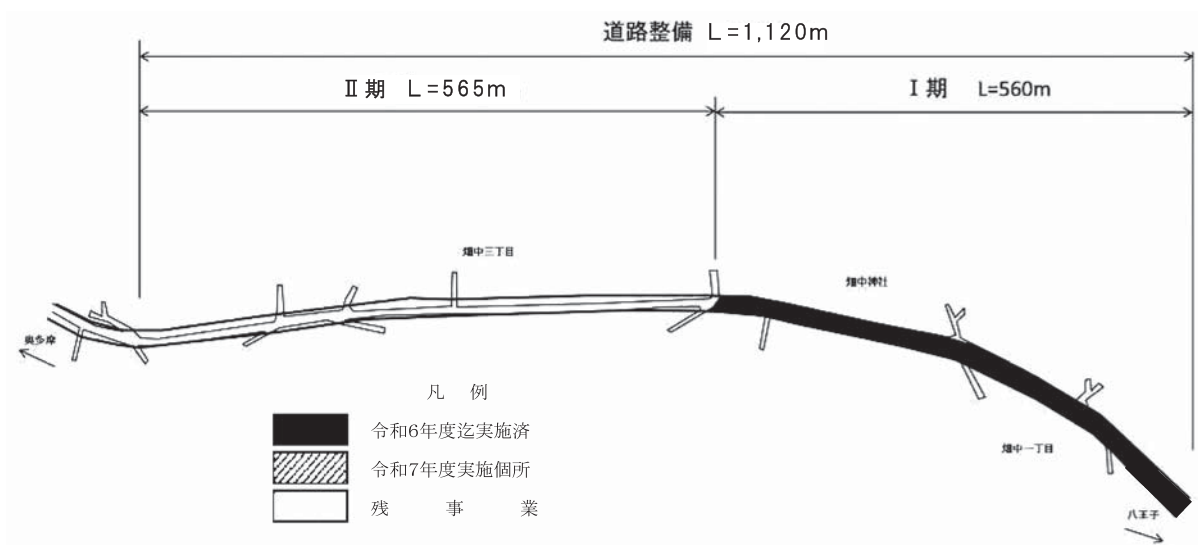 道路整備 L=1,120m
Ⅱ期 L=565m
Ⅰ期 L=560m
畑中三丁目
畑中神社
奥多摩
畑中一丁目
八王子
凡 例
令和6年度迄実施済
令和7年度実施個所
残 事 業